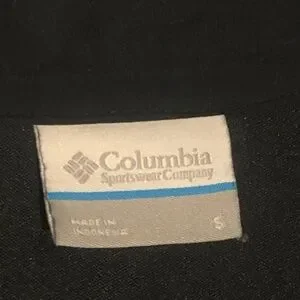 Columbia
Sportswear Company
MADE IN
INDONESIA
S